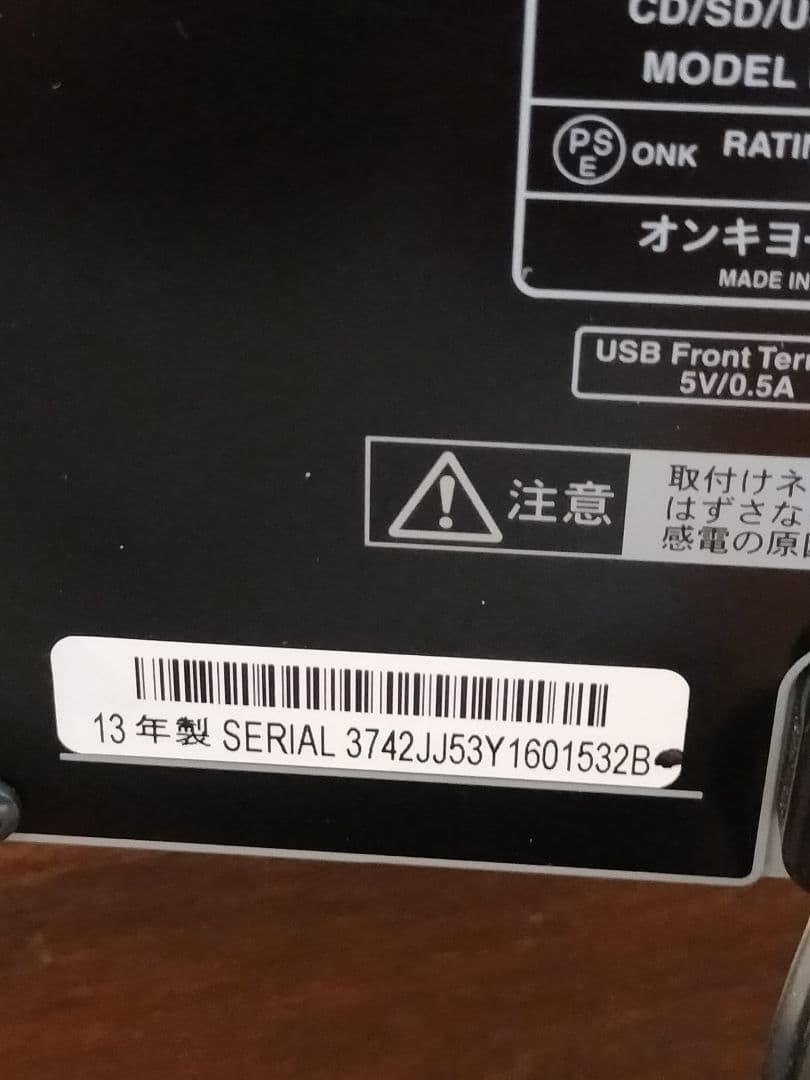 CD/SD/U
MODEL
PS
E
ONK RATIN
オンキヨー
MADE IN
USB Front Ter
5V/0.5A
注意
取付けネ
はずさな
感電の原因
13 年製 SERIAL 3742JJ53Y1601532B